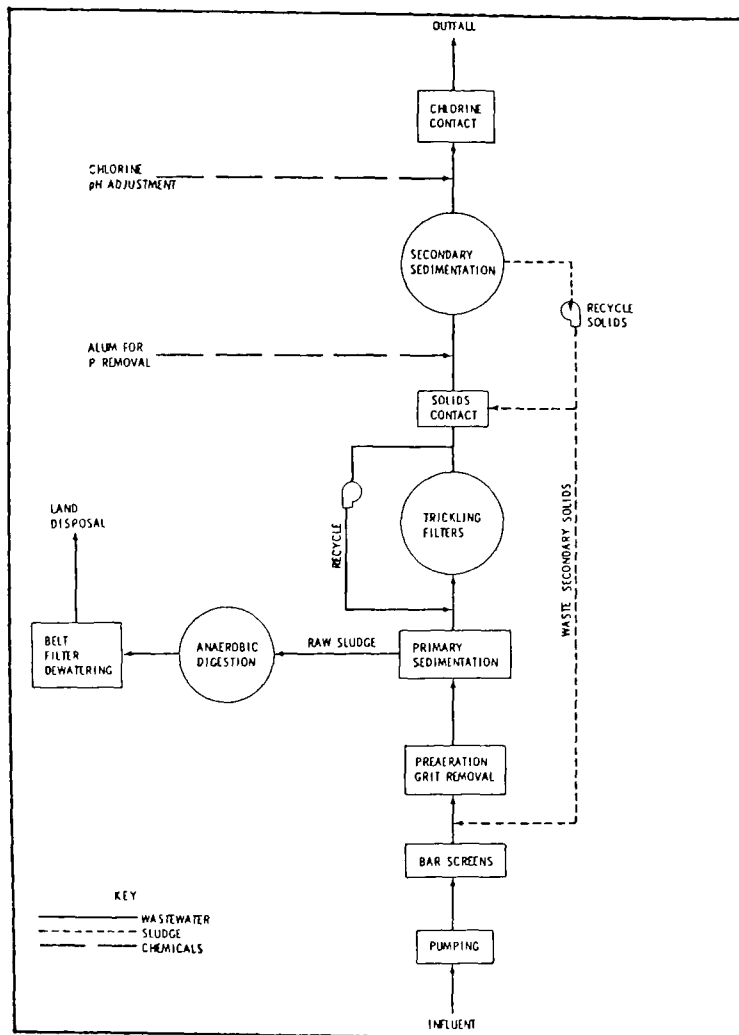 OUTFALL
CHLORINE
CONTACT
CHLORINE
pH ADJUSTMENT
SECONDARY
SEDIMENTATION
RECYCLE
SOLIDS
ALUM FOR
P REMOVAL
SOLIDS
CONTACT
TRICKLING
FILTERS
RECYCLE
WASTE SECONDARY SOLIDS
LAND
DISPOSAL
BELT
FILTER
DEWATERING
ANAEROBIC
DIGESTION
RAW SLUDGE
PRIMARY
SEDIMENTATION
PREAERATION
GRIT REMOVAL
BAR SCREENS
KEY
WASTEWATER
SLUDGE
CHEMICALS
PUMPING
INFLUENT